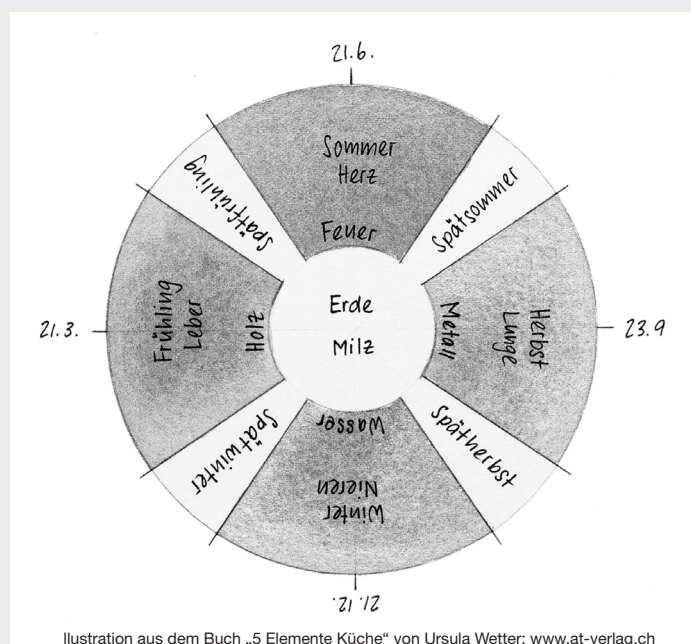 21.6.
Sommer
Herz
Feuer
Spätfrühling
Spätsommer
21.3.
Frühling
Leber
Holz
Erde
Milz
Metall
Lunge
Herbst
23.9
Spätwinter
Spätherbst
Wasser
Nieren
Winter
21.12.
Ilustration aus dem Buch „5 Elemente Küche“ von Ursula Wetter: www.at-verlag.ch